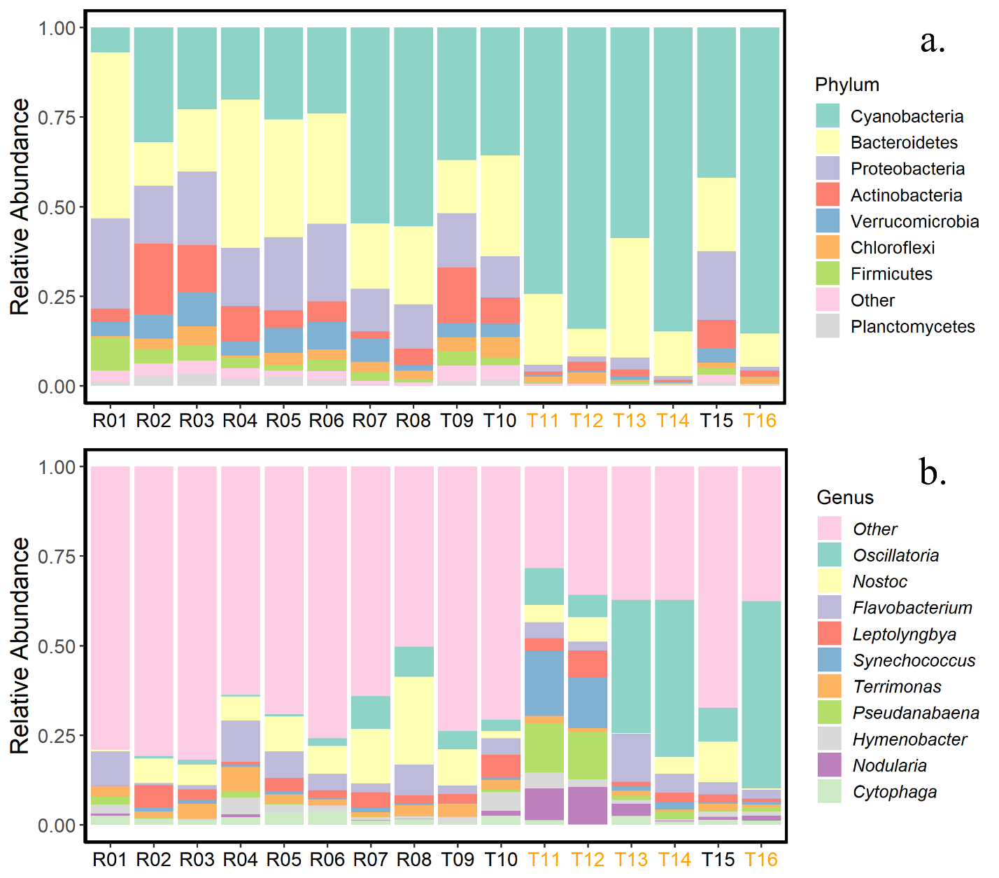 a.
Relative Abundance
1.00
0.75
0.50
0.25
0.00
R01 R02 R03 R04 R05 R06 R07 R08 T09 T10 T11 T12 T13 T14 T15 T16
Phylum
Cyanobacteria
Bacteroidetes
Proteobacteria
Actinobacteria
Verrucomicrobia
Chloroflexi
Firmicutes
Other
Planctomycetes
b.
Relative Abundance
1.00
0.75
0.50
0.25
0.00
R01 R02 R03 R04 R05 R06 R07 R08 T09 T10 T11 T12 T13 T14 T15 T16
Genus
Other
Oscillatoria
Nostoc
Flavobacterium
Leptolyngbya
Synechococcus
Terrimonas
Pseudanabaena
Hymenobacter
Nodularia
Cytophaga